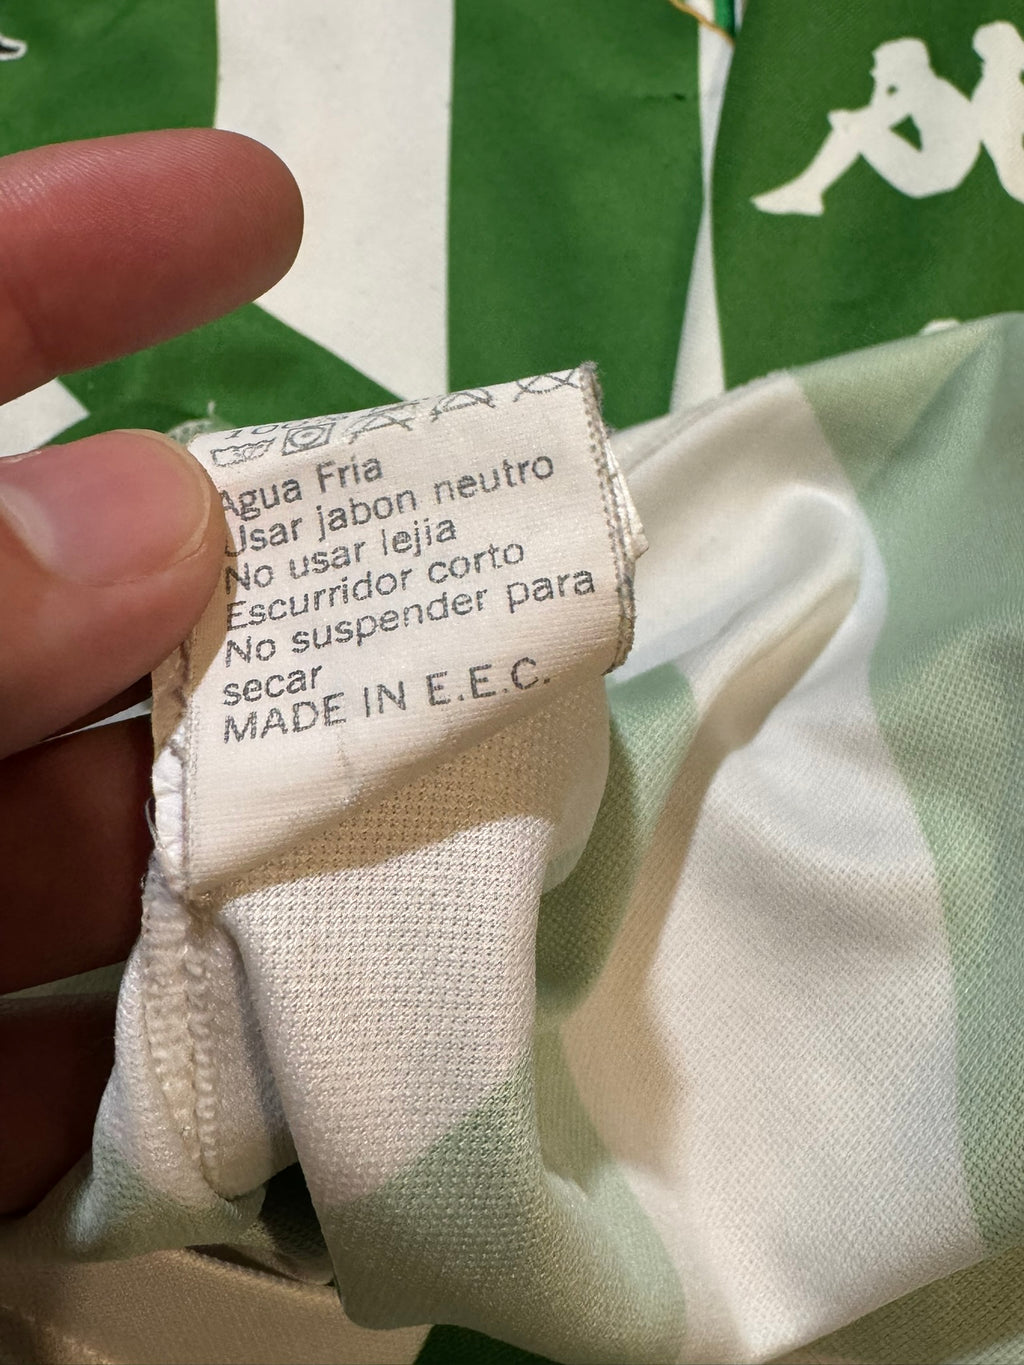 Agua Fria
Usar jabon neutro
No usar lejia
Escurridor corto
No suspender para
secar
MADE IN E.E.C.